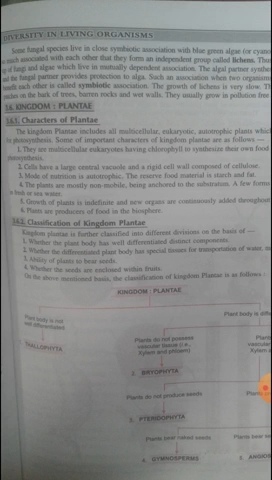 DIVERSITY IN LIVING ORGANISMS
Some fungal species live in close symbiotic association with blue green algae (or cyano
so much associated with each other that they form an independent group called lichens. Thus
of fungi and algae which live in mutually dependent association. The algal partner synthe
and the fungal partner provides protection to alga. Such an association when two organisms
benefit each other is called symbiotic association. The growth of lichens is very slow. Th
patches on the bark of trees, barren rocks and wet walls. They usually grow in pollution free
3.6. KINGDOM : PLANTAE
3.6.1. Characters of Plantae
The kingdom Plantae includes all multicellular, eukaryotic, autotrophic plants which
by photosynthesis. Some of important characters of kingdom plantae are as follows —
1. They are multicellular eukaryotes having chlorophyll to synthesize their own food
photosynthesis.
2. Cells have a large central vacuole and a rigid cell wall composed of cellulose.
3. Mode of nutrition is autotrophic. The reserve food material is starch and fat.
4. The plants are mostly non-mobile, being anchored to the substratum. A few forms
in fresh or sea water.
5. Growth of plants is indefinite and new organs are continuously added throughout
6. Plants are producers of food in the biosphere.
3.6.2. Classification of Kingdom Plantae
Kingdom plantae is further classified into different divisions on the basis of —
1. Whether the plant body has well differentiated distinct components.
2. Whether the differentiated plant body has special tissues for transportation of water,
3. Ability of plants to bear seeds.
4. Whether the seeds are enclosed within fruits.
On the above mentioned basis, the classification of kingdom Plantae is as follows :
KINGDOM : PLANTAE
Plant body is not
well differentiated
Plant body is diffe
THALLOPHYTA
Plants do not possess
vascular tissue (i.e.,
Xylem and phloem)
Plants
vascular
Xylem
2. BRYOPHYTA
Plants do not produce seeds
Plants
3. PTERIDOPHYTA
Plants bear naked seeds
Plants bear
4. GYMNOSPERMS
5. ANGIO